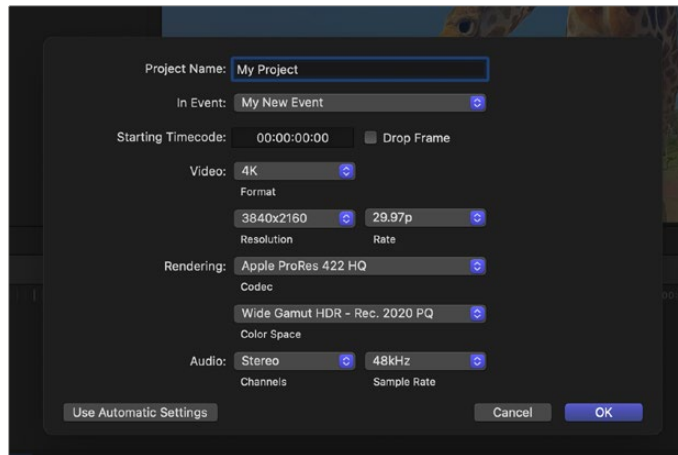 Project Name: My Project
In Event: My New Event
Starting Timecode: 00:00:00:00 Drop Frame
Video: 4K
Format
3840x2160 29.97p
Resolution Rate
Rendering: Apple ProRes 422 HQ
Codec
Wide Gamut HDR - Rec. 2020 PQ
Color Space
Audio: Stereo 48kHz
Channels Sample Rate
Use Automatic Settings Cancel OK